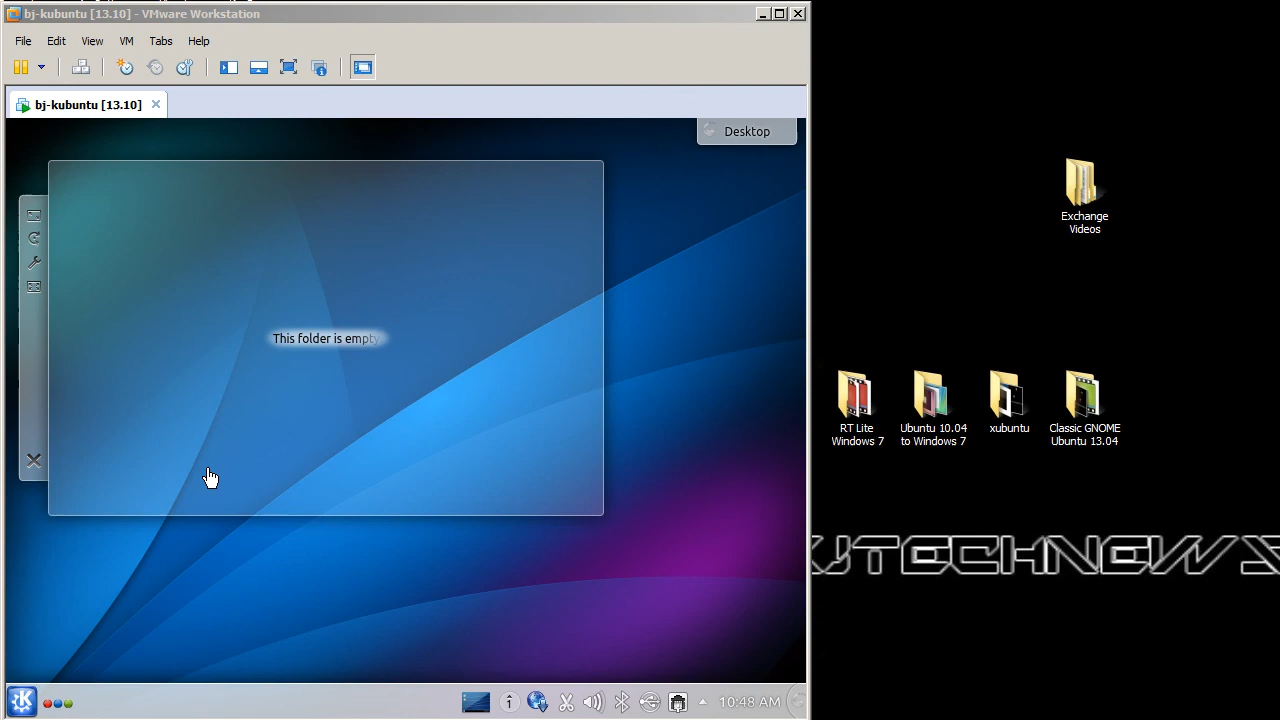 bj-kubuntu [13.10] - VMware Workstation
File Edit View VM Tabs Help
bj-kubuntu [13.10]
Desktop
This folder is empty
10:48 AM
Exchange
Videos
RT Lite
Windows 7
Ubuntu 10.04
to Windows 7
xubuntu
Classic GNOME
Ubuntu 13.04
UTECHNEWS